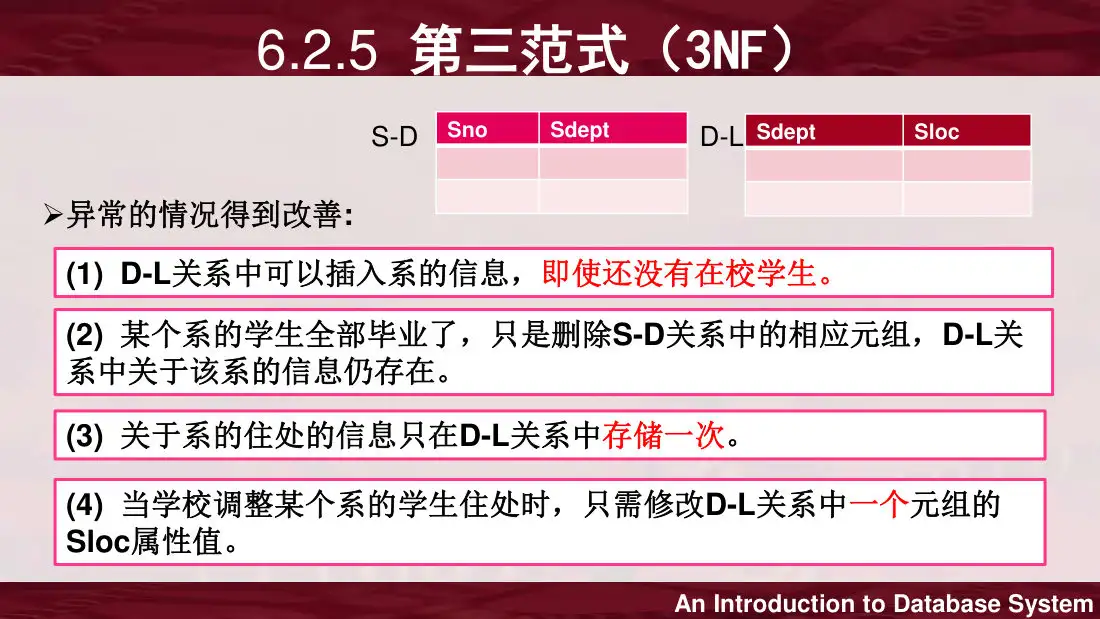 6.2.5 第三范式（3NF）
S-D Sno Sdept D-L Sdept Sloc
➢异常的情况得到改善:
(1) D-L关系中可以插入系的信息，即使还没有在校学生。
(2) 某个系的学生全部毕业了，只是删除S-D关系中的相应元组，D-L关
系中关于该系的信息仍存在。
(3) 关于系的住处的信息只在D-L关系中存储一次。
(4) 当学校调整某个系的学生住处时，只需修改D-L关系中一个元组的
Sloc属性值。
An Introduction to Database System